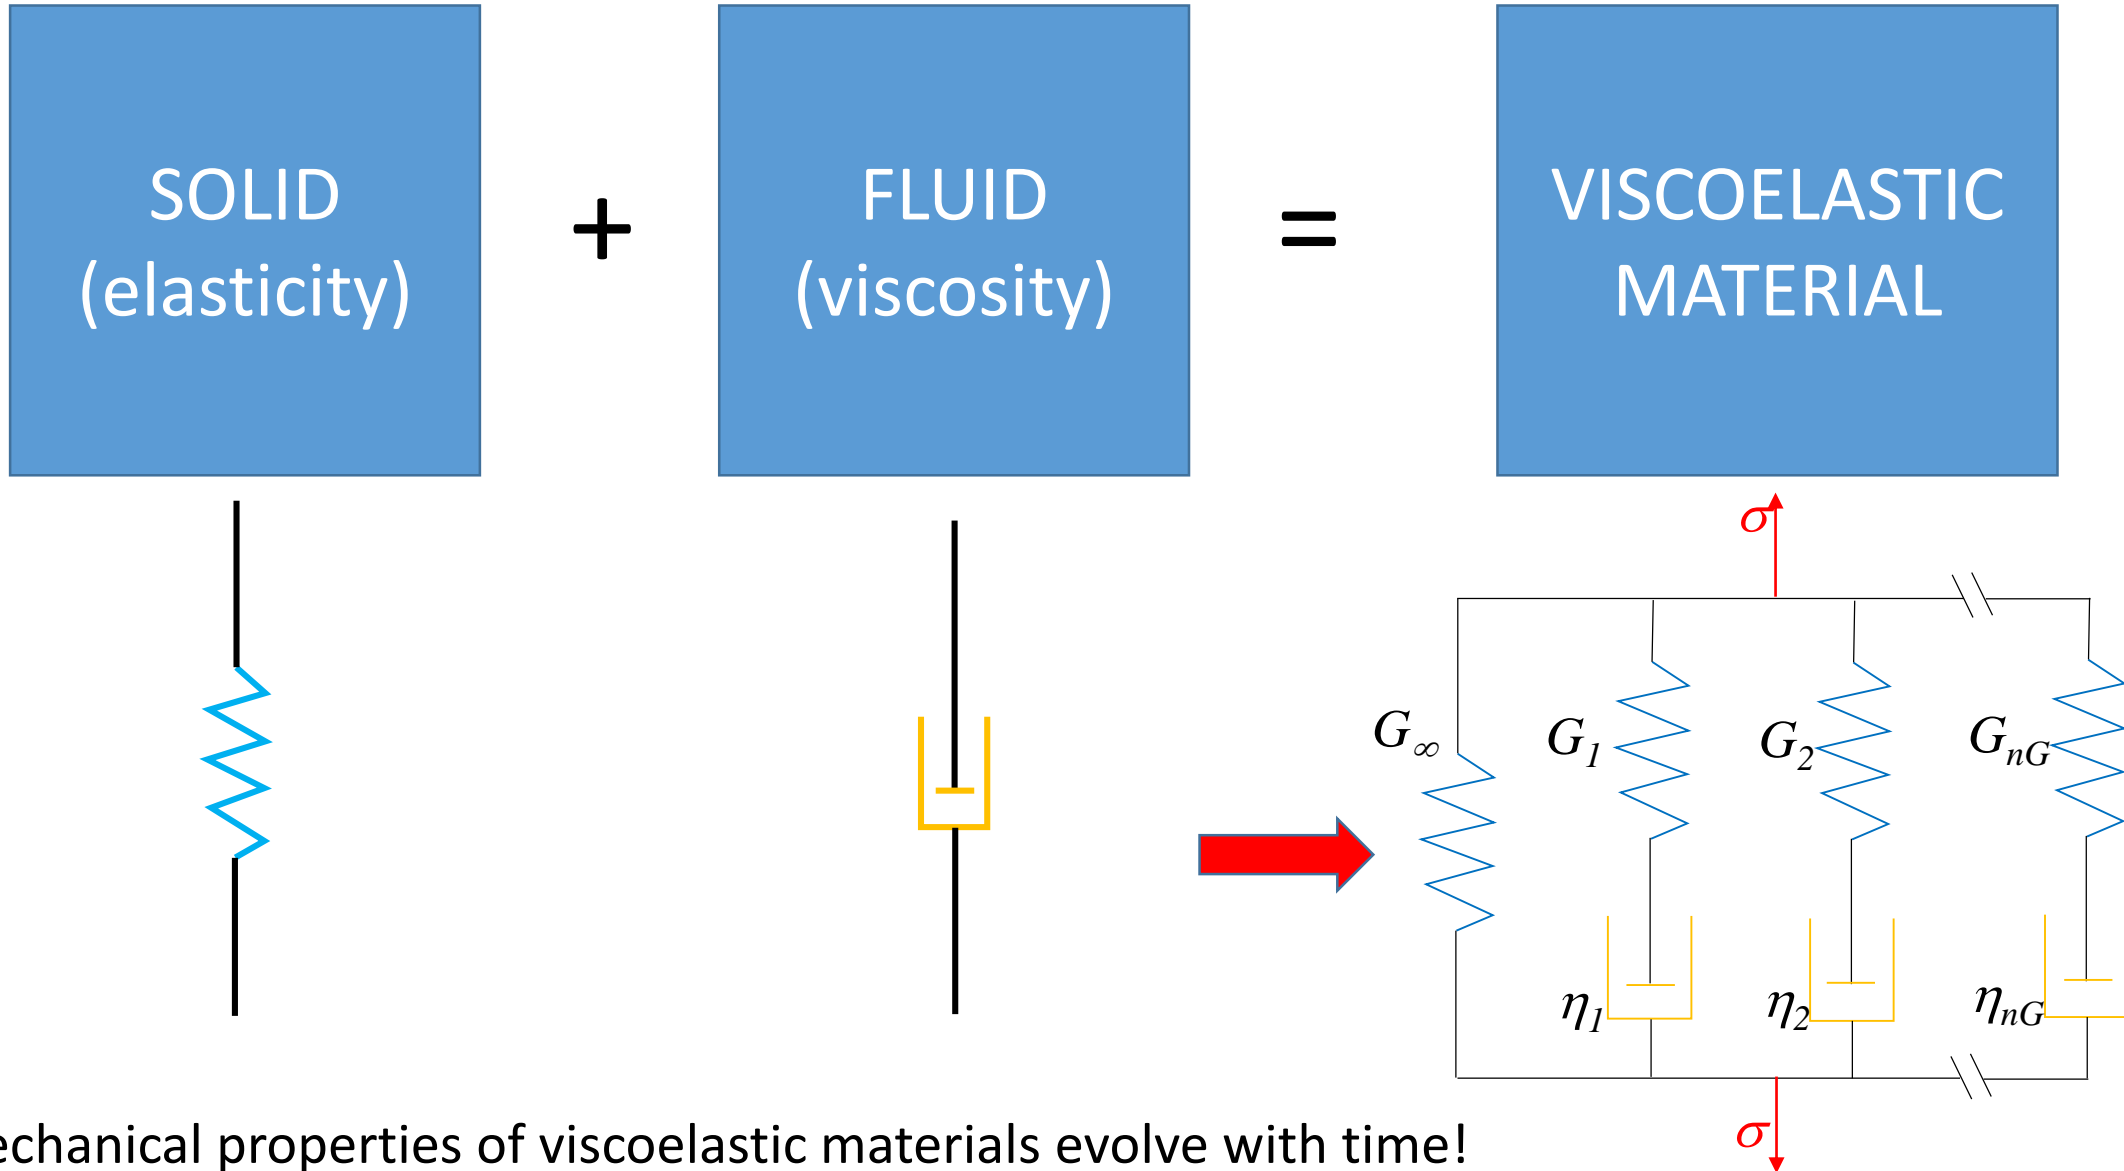 SOLID
(elasticity)
+
FLUID
(viscosity)
=
VISCOELASTIC
MATERIAL
σ
G∞
G1
G2
GnG
η1
η2
ηnG
σ
echanical properties of viscoelastic materials evolve with time!